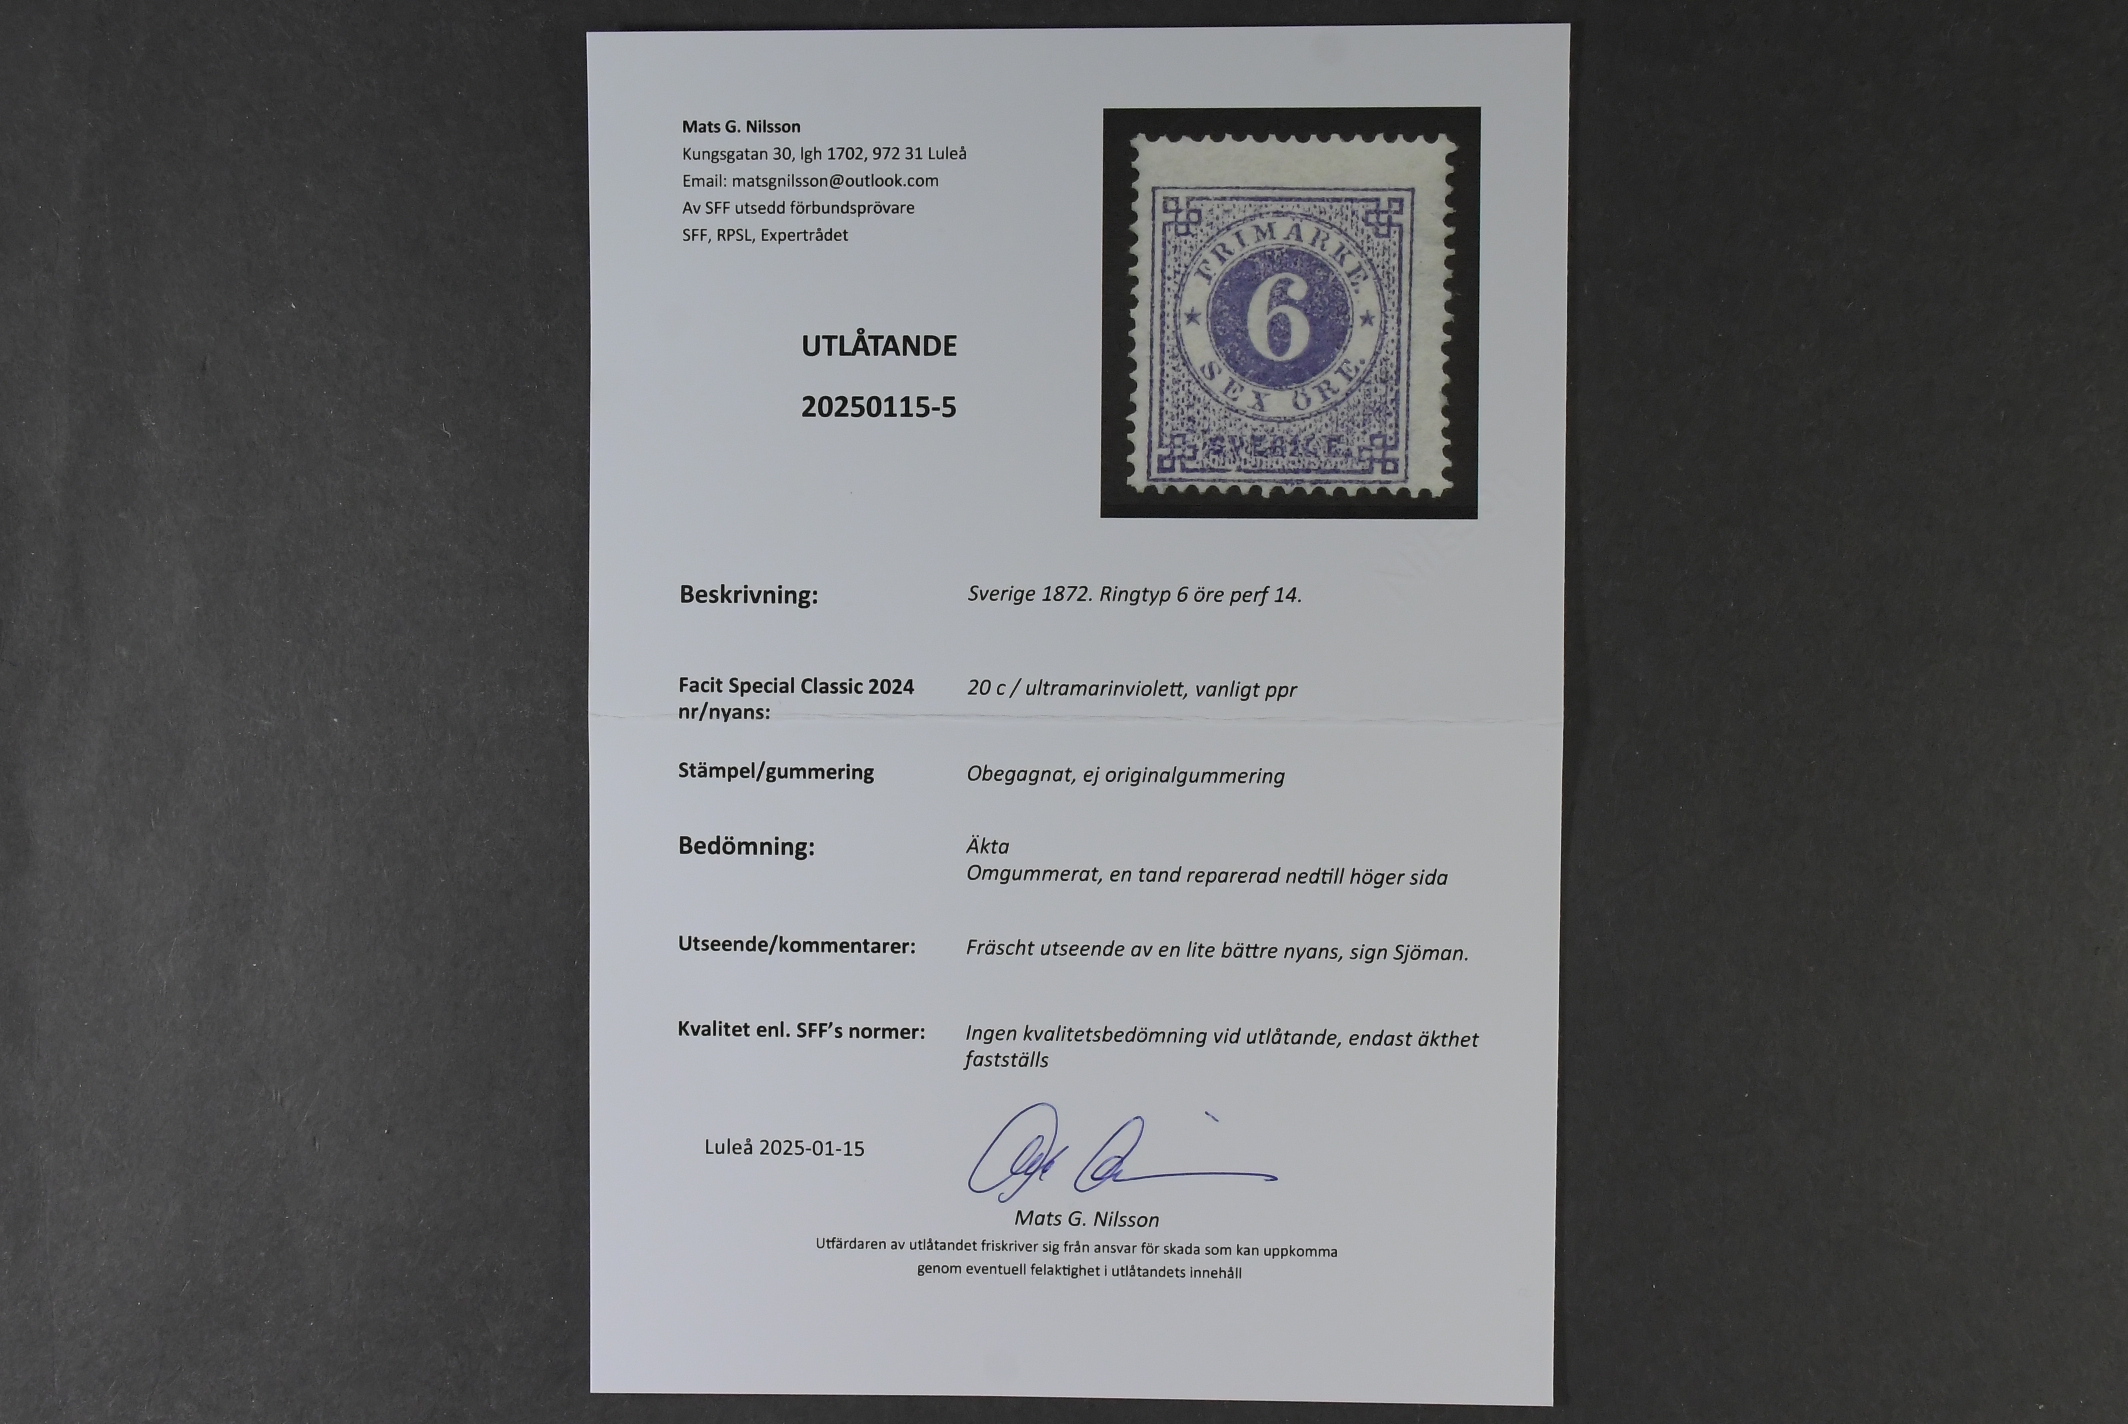 Mats G. Nilsson
Kungsgatan 30, lgh 1702, 972 31 Luleå
Email: matsgnilsson@outlook.com
Av SFF utsedd förbundsprövare
SFF, RPSL, Expertrådet
UTLÅTANDE
20250115-5
FRIMÄRKE
6
SEX ÖRE.
SVERIGE
Nilsson
Beskrivning: Sverige 1872. Ringtyp 6 öre perf 14.
Facit Special Classic 2024 20 c / ultramarinviolett, vanligt ppr
nr/nyans:
Stämpel/gummering Obegagnat, ej originalgummering
Bedömning: Äkta
Omgummerat, en tand reparerad nedtill höger sida
Utseende/kommentarer: Fräscht utseende av en lite bättre nyans, sign Sjöman.
Kvalitet enl. SFF's normer: Ingen kvalitetsbedömning vid utlåtande, endast äkthet
fastställs
Luleå 2025-01-15
Mats G. Nilsson
Utfärdaren av utlåtandet friskriver sig från ansvar för skada som kan uppkomma
genom eventuell felaktighet i utlåtandets innehåll